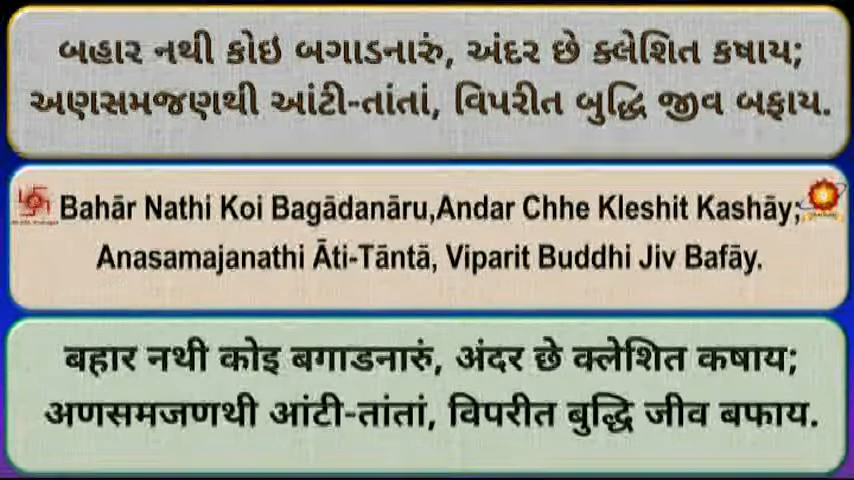 બહાર નથી કોઇ બગાડનારું, અંદર છે ક્લેશિત કષાય;
અણસમજણથી આંટી-તાંતાં, વિપરીત બુદ્ધિ જીવ બફાય.
Bahār Nathi Koi Bagādanāru,Andar Chhe Kleshit Kashāy;
Anasamajanathi Āti-Tāntā, Viparit Buddhi Jiv Bafāy.
बहार नथी कोइ बगाडनारुं, अंदर छे क्लेशित कषाय;
अणसमजणथी आंटी-तांतां, विपरीत बुद्धि जीव बफाय.